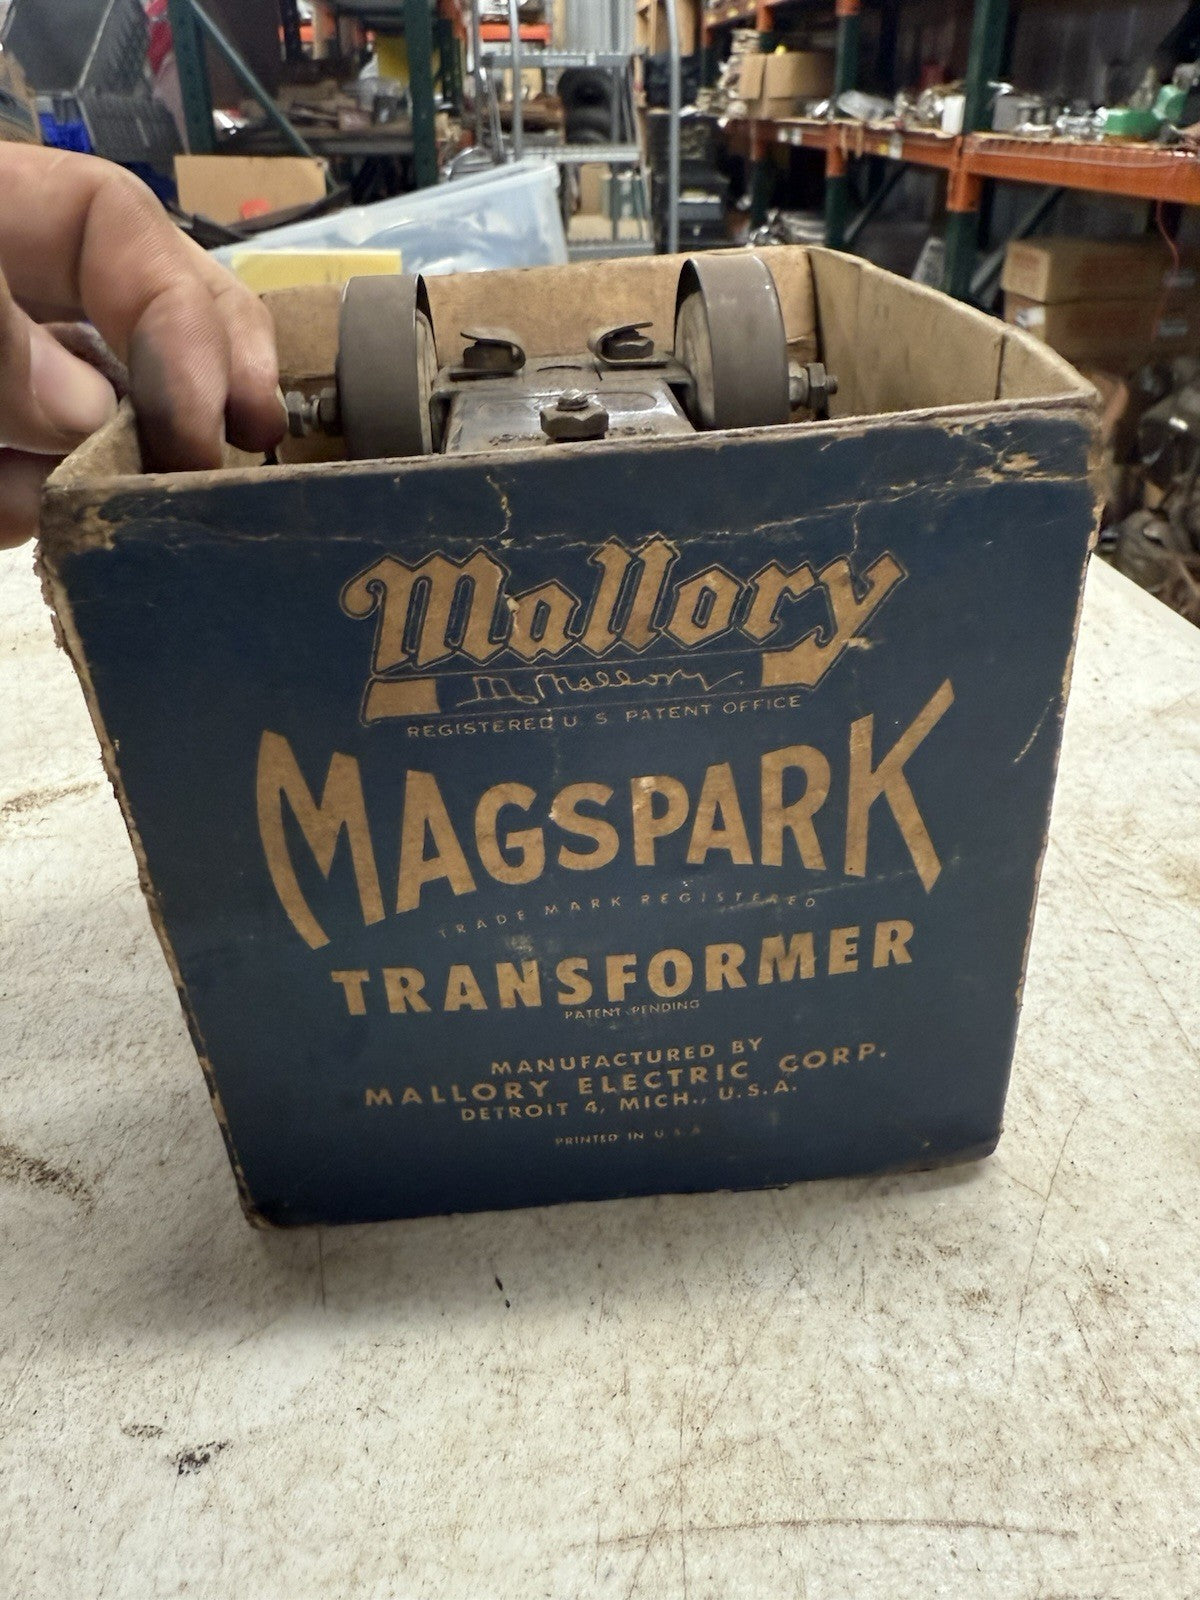 Mallory
M. Mallory.
REGISTERED U S PATENT OFFICE
MAGSPARK
TRADE MARK REGISTERED
TRANSFORMER
PATENT PENDING
MANUFACTURED BY
MALLORY ELECTRIC CORP.
DETROIT 4, MICH., U.S.A.
PRINTED IN U.S.A